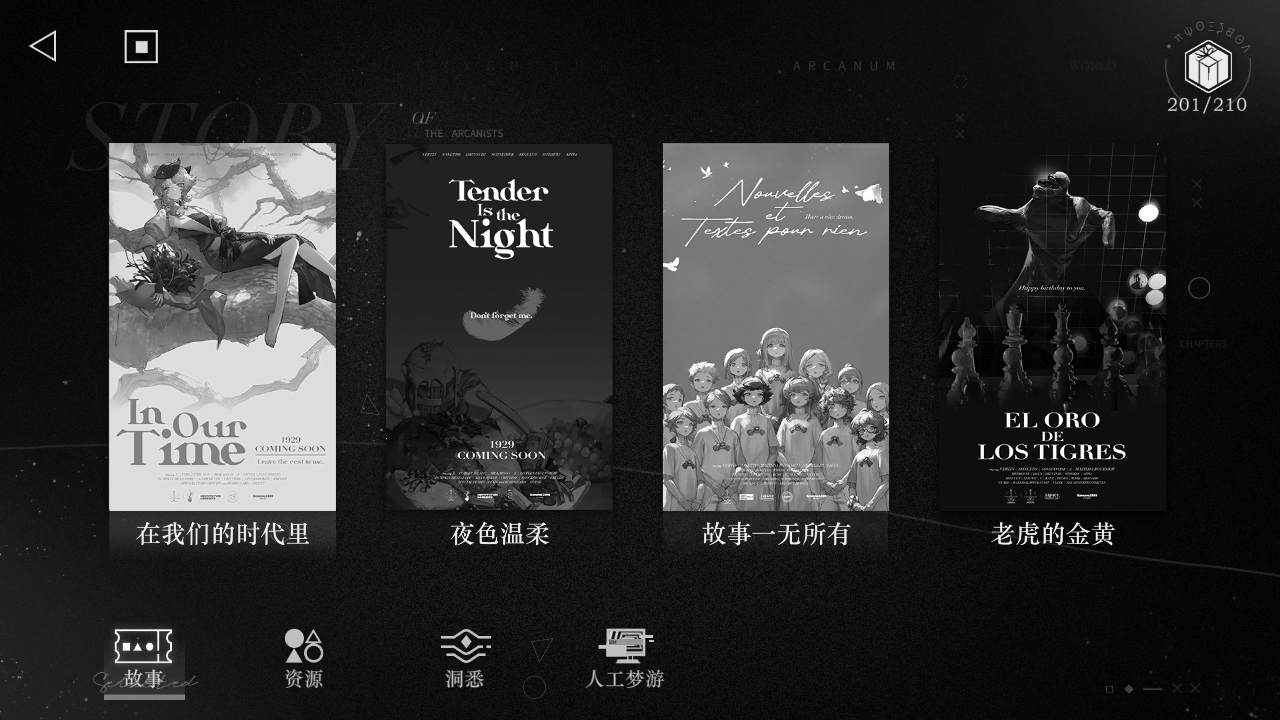 ARCANUM
WORLD
201/210
STORY
OF
THE ARCANISTS
In Our
Time
1929
COMING SOON
Leave the rest to me.
在我们的时代里
Tender
Is the
Night
Don't forget me.
1929
COMING SOON
夜色温柔
Nouvelles
et
Have a nice dream.
Textes pour rien
故事一无所有
Happy birthday to you.
EL ORO
DE
LOS TIGRES
老虎的金黄
CHAPTERS
故事
资源
洞悉
人工梦游